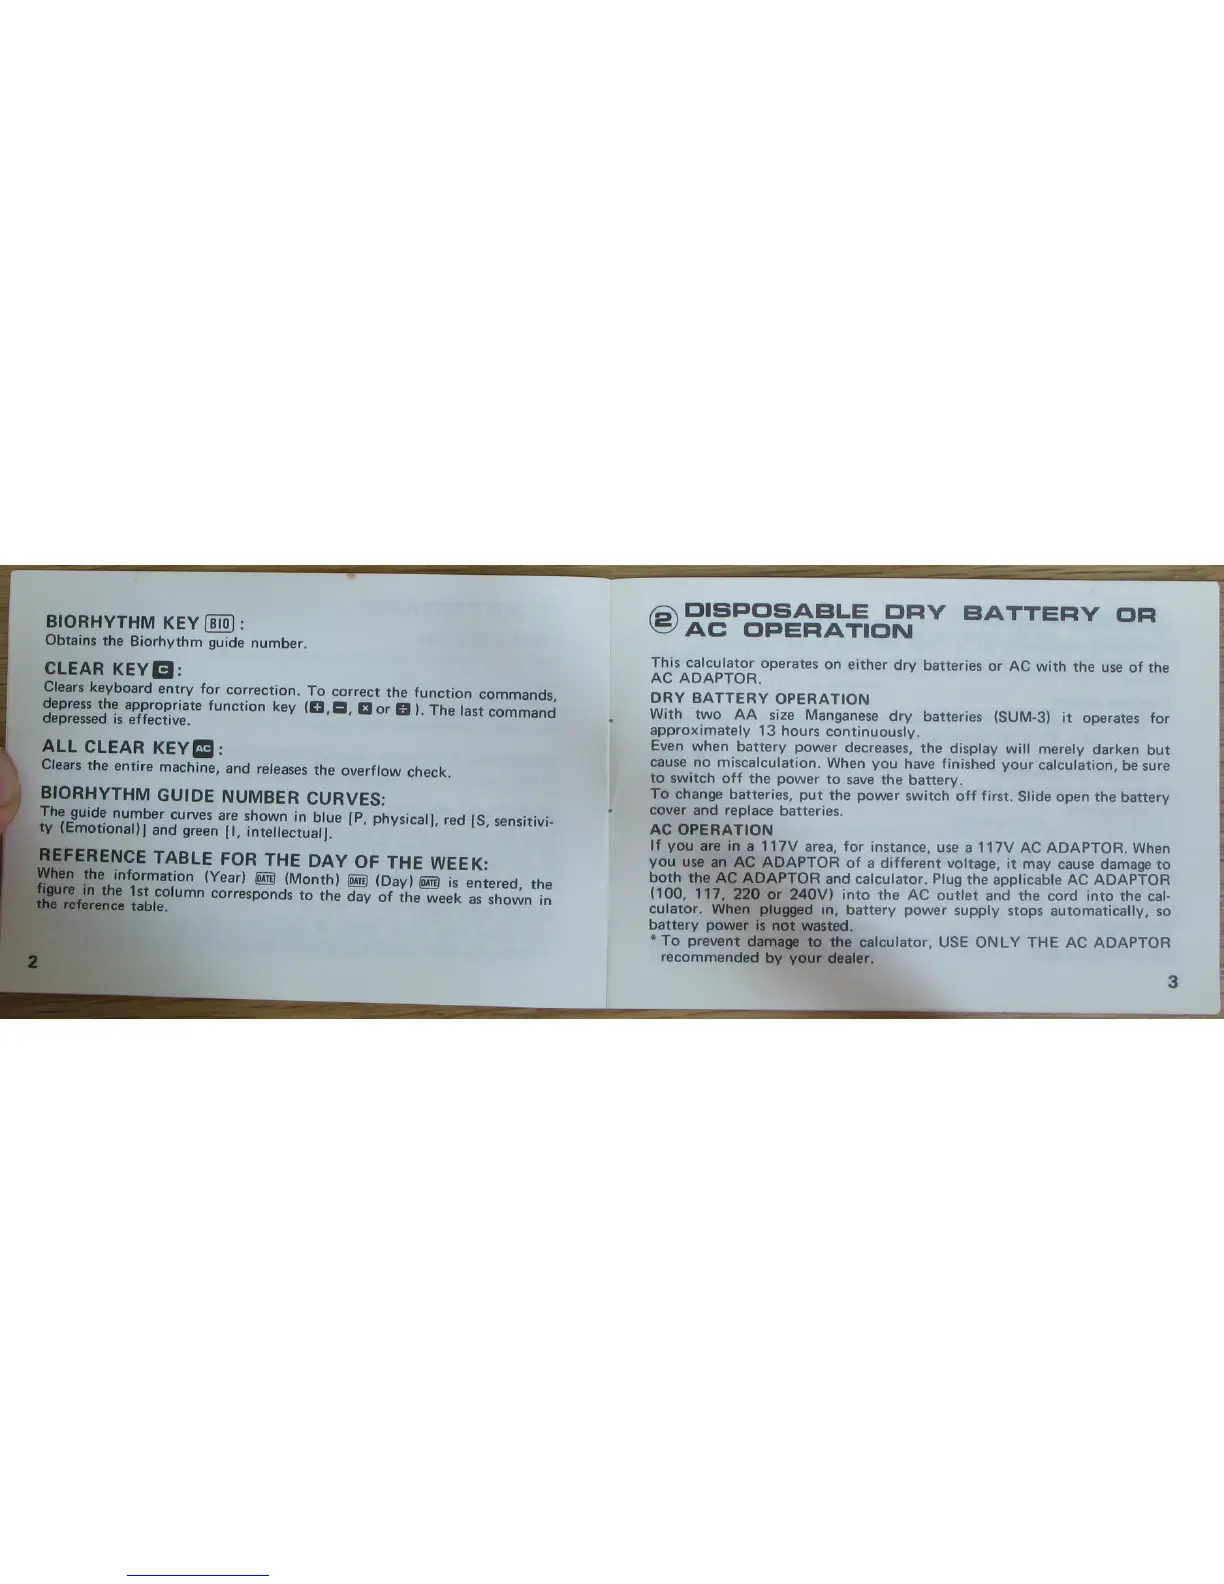 BIORHYTHM KEY [BIO] :
Obtains the Biorhythm guide number.
CLEAR KEY [C] :
Clears keyboard entry for correction. To correct the function commands,
depress the appropriate function key ([+], [−], [×] or [÷] ). The last command
depressed is effective.
ALL CLEAR KEY [AC] :
Clears the entire machine, and releases the overflow check.
BIORHYTHM GUIDE NUMBER CURVES:
The guide number curves are shown in blue [P, physical], red [S, sensitivi-
ty (Emotional)] and green [I, intellectual].
REFERENCE TABLE FOR THE DAY OF THE WEEK:
When the information (Year) [DATE] (Month) [DATE] (Day) [DATE] is entered, the
figure in the 1st column corresponds to the day of the week as shown in
the reference table.
2
② DISPOSABLE DRY BATTERY OR
AC OPERATION
This calculator operates on either dry batteries or AC with the use of the
AC ADAPTOR.
DRY BATTERY OPERATION
With two AA size Manganese dry batteries (SUM-3) it operates for
approximately 13 hours continuously.
Even when battery power decreases, the display will merely darken but
cause no miscalculation. When you have finished your calculation, be sure
to switch off the power to save the battery.
To change batteries, put the power switch off first. Slide open the battery
cover and replace batteries.
AC OPERATION
If you are in a 117V area, for instance, use a 117V AC ADAPTOR. When
you use an AC ADAPTOR of a different voltage, it may cause damage to
both the AC ADAPTOR and calculator. Plug the applicable AC ADAPTOR
(100, 117, 220 or 240V) into the AC outlet and the cord into the cal-
culator. When plugged in, battery power supply stops automatically, so
battery power is not wasted.
* To prevent damage to the calculator, USE ONLY THE AC ADAPTOR
recommended by your dealer.
3